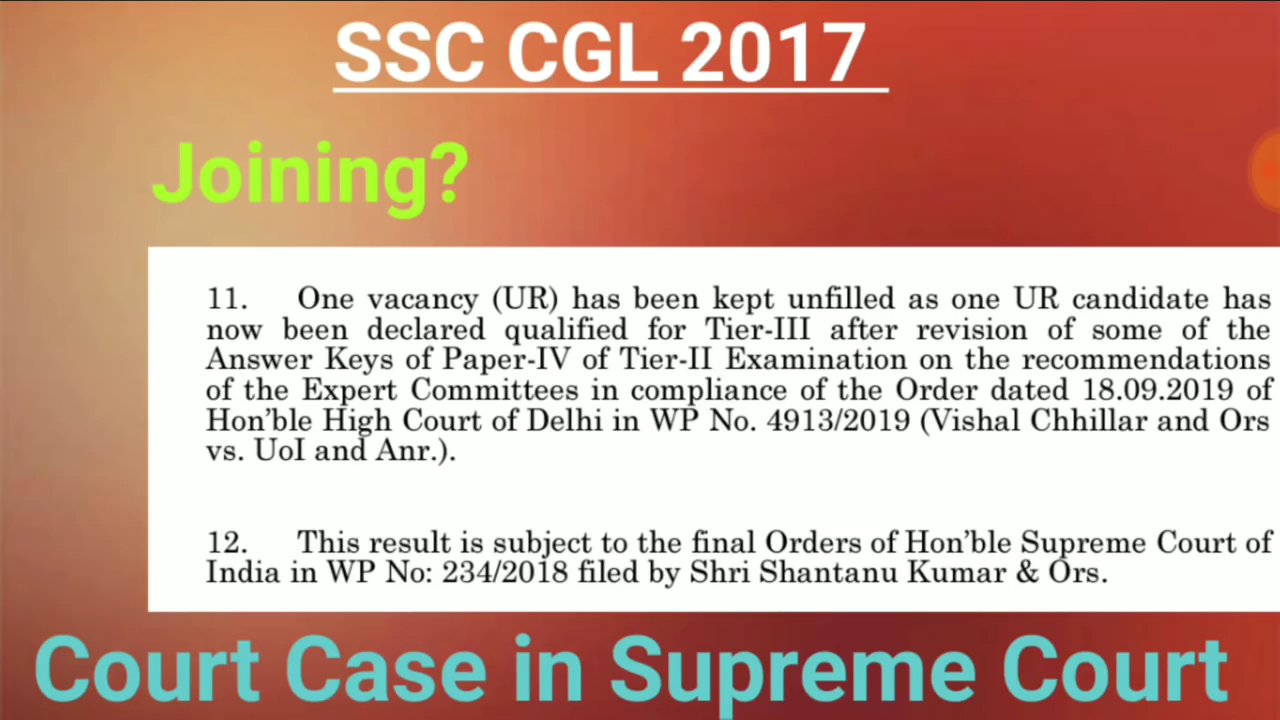 SSC CGL 2017
Joining?
11. One vacancy (UR) has been kept unfilled as one UR candidate has
now been declared qualified for Tier-III after revision of some of the
Answer Keys of Paper-IV of Tier-II Examination on the recommendations
of the Expert Committees in compliance of the Order dated 18.09.2019 of
Hon’ble High Court of Delhi in WP No. 4913/2019 (Vishal Chhillar and Ors
vs. UoI and Anr.).
12. This result is subject to the final Orders of Hon’ble Supreme Court of
India in WP No: 234/2018 filed by Shri Shantanu Kumar & Ors.
Court Case in Supreme Court